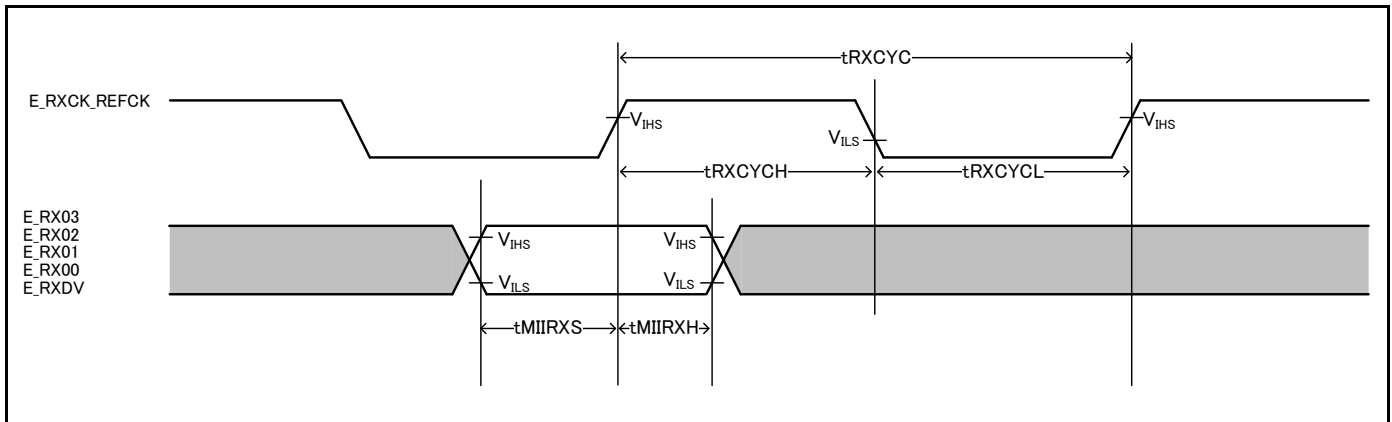 tRXCYC
E_RXCK_REFCK
VIHS
VILS
VIHS
tRXCYCH
tRXCYCL
E_RX03
E_RX02
E_RX01
E_RX00
E_RXDV
VIHS
VIHS
VILS
VILS
tMIIRXS
tMIIRXH